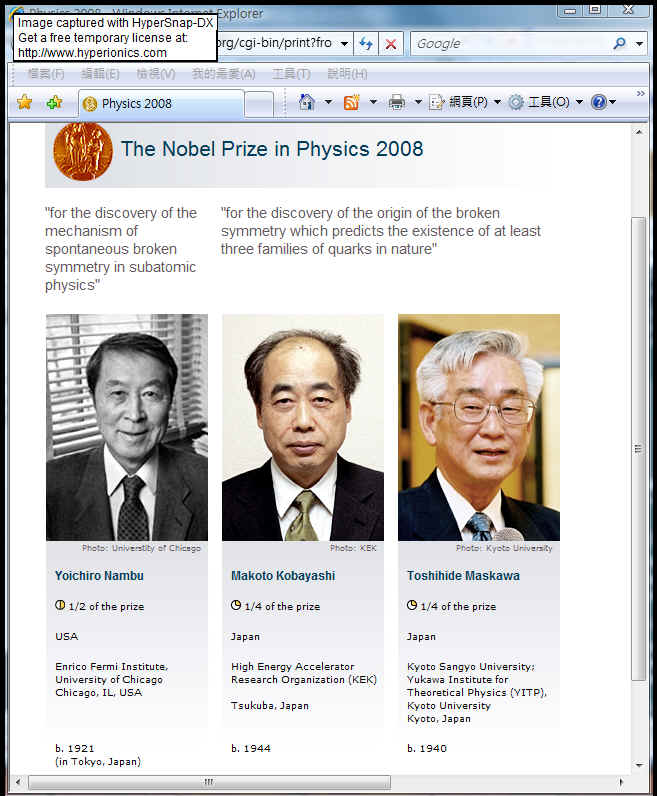 Physics 2008 - Windows Internet Explorer
Image captured with HyperSnap-DX
Get a free temporary license at:
http://www.hyperionics.com
org/cgi-bin/print?fro
Google
檔案(F) 編輯(E) 檢視(V) 我的最愛(A) 工具(T) 說明(H)
Physics 2008
網頁(P) 工具(O)
The Nobel Prize in Physics 2008
"for the discovery of the
mechanism of
spontaneous broken
symmetry in subatomic
physics"
"for the discovery of the origin of the broken
symmetry which predicts the existence of at least
three families of quarks in nature"
Photo: Universtity of Chicago
Yoichiro Nambu
1/2 of the prize
USA
Enrico Fermi Institute,
University of Chicago
Chicago, IL, USA
b. 1921
(in Tokyo, Japan)
Photo: KEK
Makoto Kobayashi
1/4 of the prize
Japan
High Energy Accelerator
Research Organization (KEK)
Tsukuba, Japan
b. 1944
Photo: Kyoto University
Toshihide Maskawa
1/4 of the prize
Japan
Kyoto Sangyo University;
Yukawa Institute for
Theoretical Physics (YITP),
Kyoto University
Kyoto, Japan
b. 1940